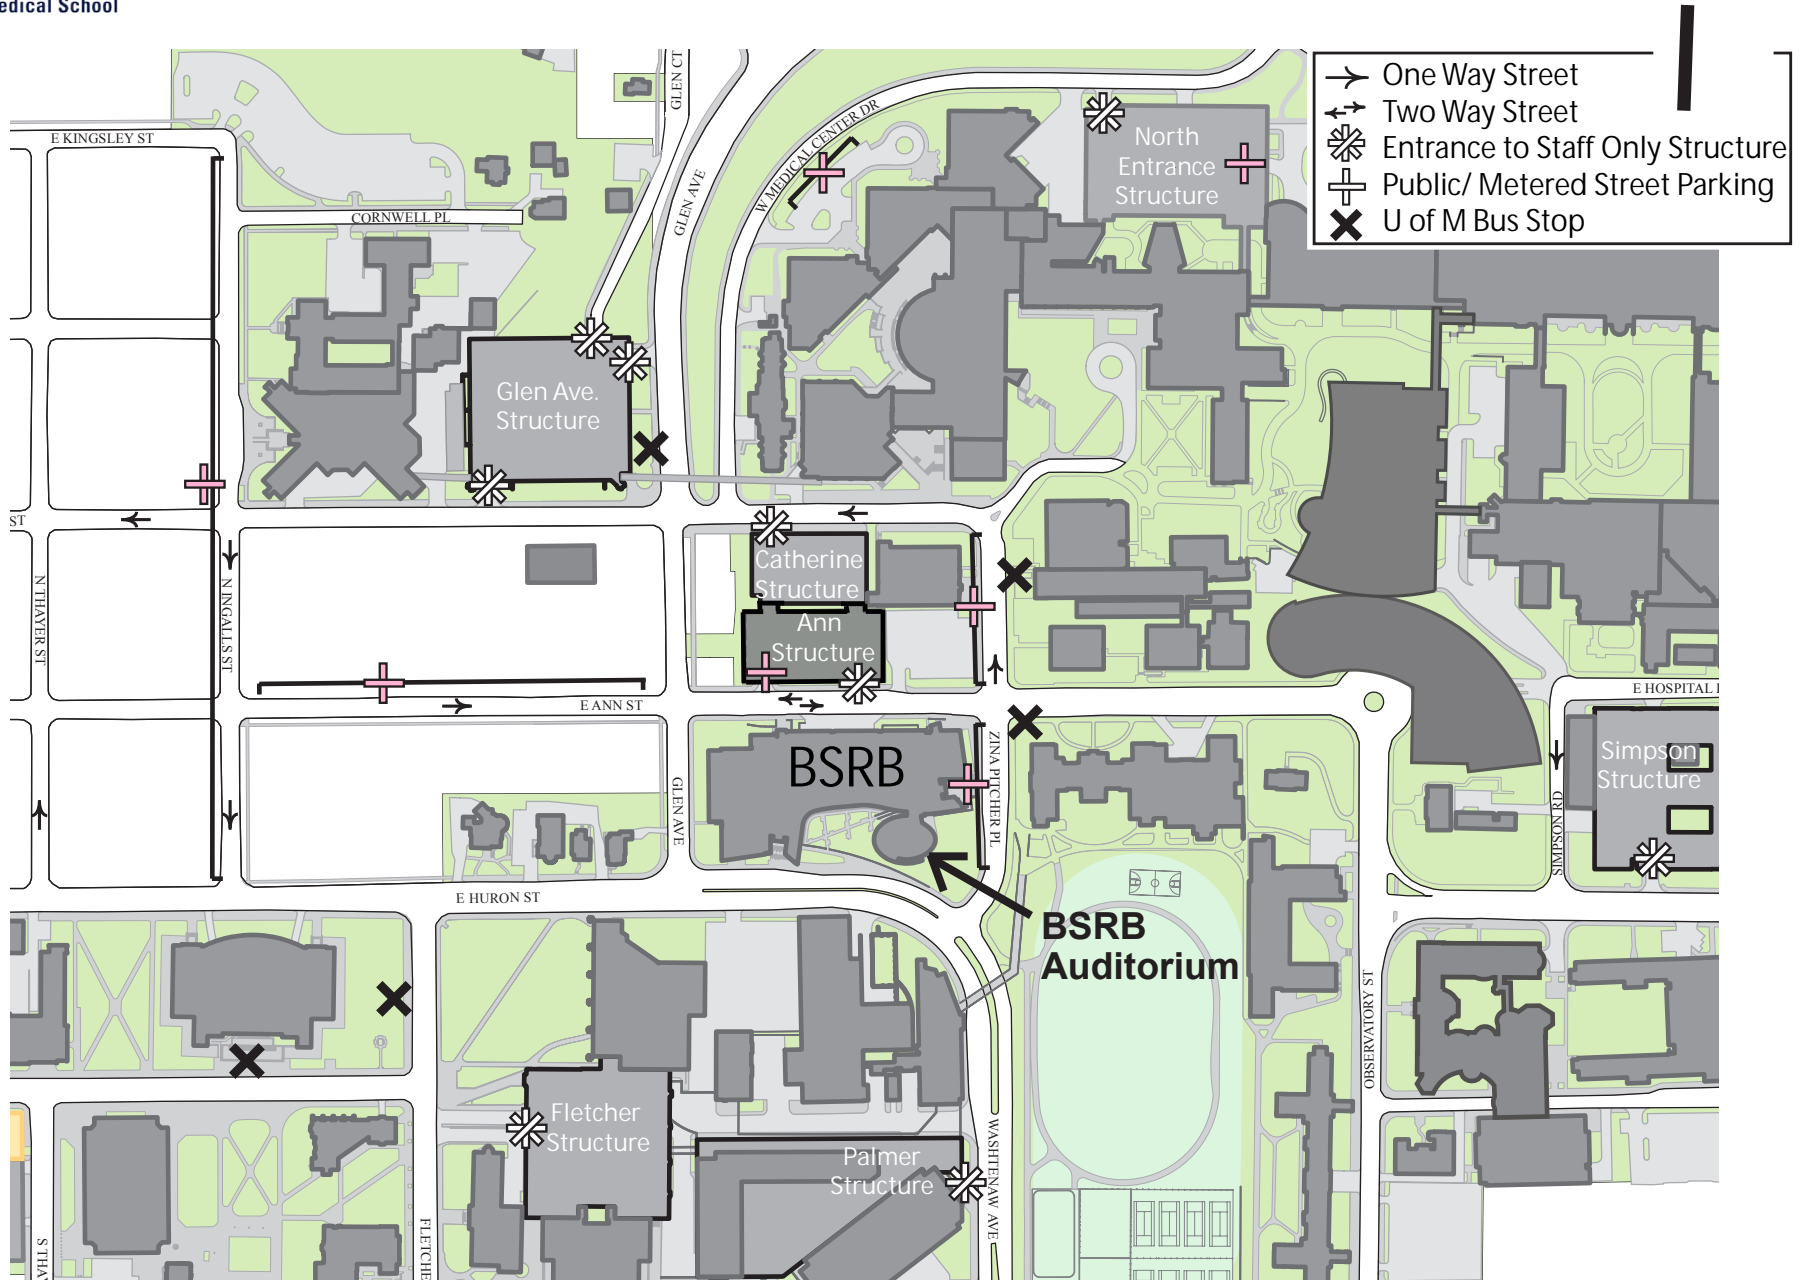 edical School
One Way Street
Two Way Street
Entrance to Staff Only Structure
Public/ Metered Street Parking
U of M Bus Stop
E KINGSLEY ST
CORNWELL PL
GLEN CT
GLEN AVE
W MEDICAL CENTER DR
North
Entrance
Structure
Glen Ave.
Structure
ST
N THAYER ST
N INGALLS ST
Catherine
Structure
Ann
Structure
E ANN ST
E HOSPITAL
BSRB
ZINA PITCHER PL
GLEN AVE
Simpson
Structure
SIMPSON RD
E HURON ST
BSRB
Auditorium
OBSERVATORY ST
Fletcher
Structure
Palmer
Structure
WASHTENAW AVE
S THA
FLETCHE